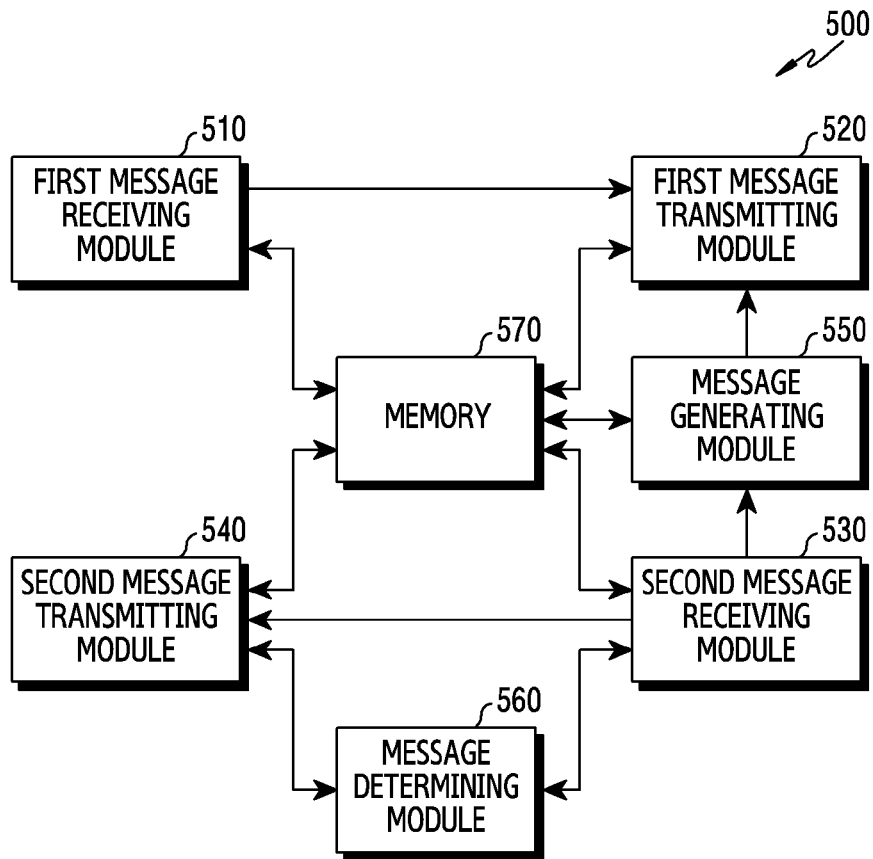 500
510
520
FIRST MESSAGE
RECEIVING
MODULE
FIRST MESSAGE
TRANSMITTING
MODULE
570
550
MEMORY
MESSAGE
GENERATING
MODULE
540
530
SECOND MESSAGE
TRANSMITTING
MODULE
SECOND MESSAGE
RECEIVING
MODULE
560
MESSAGE
DETERMINING
MODULE